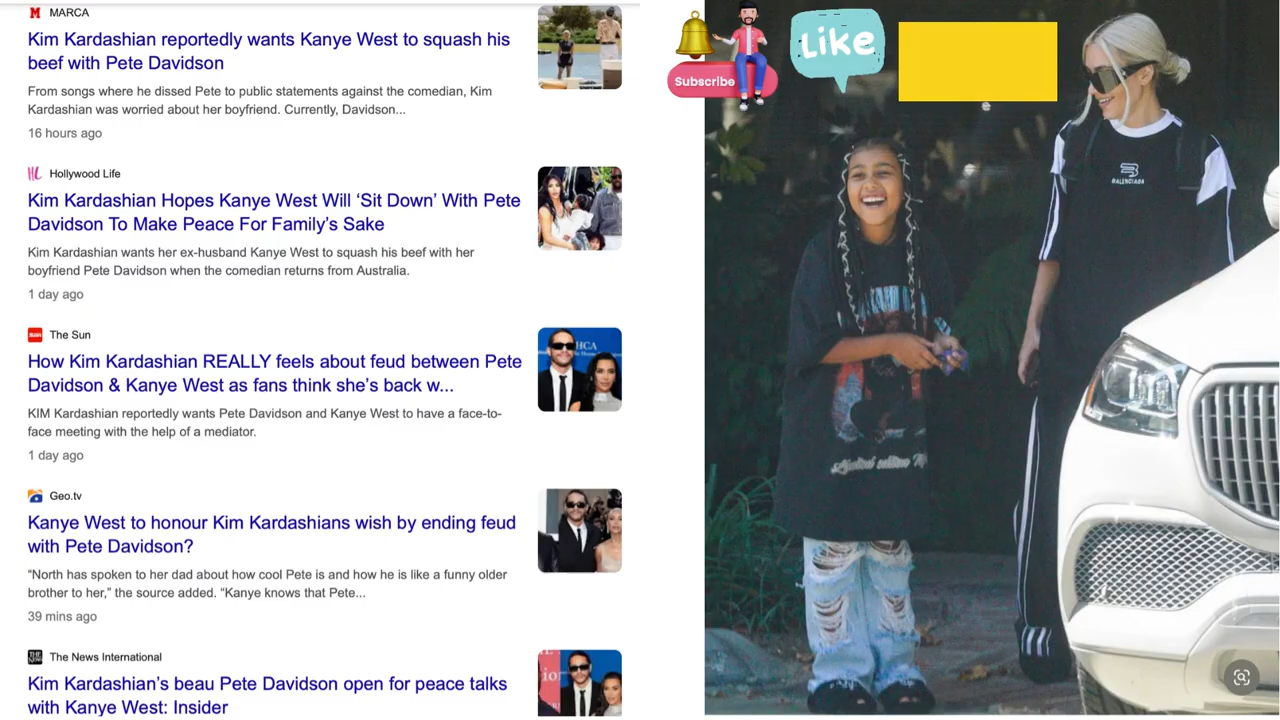 MARCA
Kim Kardashian reportedly wants Kanye West to squash his
beef with Pete Davidson
From songs where he dissed Pete to public statements against the comedian, Kim
Kardashian was worried about her boyfriend. Currently, Davidson...
16 hours ago
HL Hollywood Life
Kim Kardashian Hopes Kanye West Will ‘Sit Down’ With Pete
Davidson To Make Peace For Family’s Sake
Kim Kardashian wants her ex-husband Kanye West to squash his beef with her
boyfriend Pete Davidson when the comedian returns from Australia.
1 day ago
The Sun
How Kim Kardashian REALLY feels about feud between Pete
Davidson & Kanye West as fans think she’s back w...
KIM Kardashian reportedly wants Pete Davidson and Kanye West to have a face-to-
face meeting with the help of a mediator.
1 day ago
HCA
Geo.tv
Kanye West to honour Kim Kardashians wish by ending feud
with Pete Davidson?
“North has spoken to her dad about how cool Pete is and how he is like a funny older
brother to her,” the source added. “Kanye knows that Pete...
39 mins ago
The News International
Kim Kardashian’s beau Pete Davidson open for peace talks
with Kanye West: Insider
Subscribe
Like
BALENCIAGA